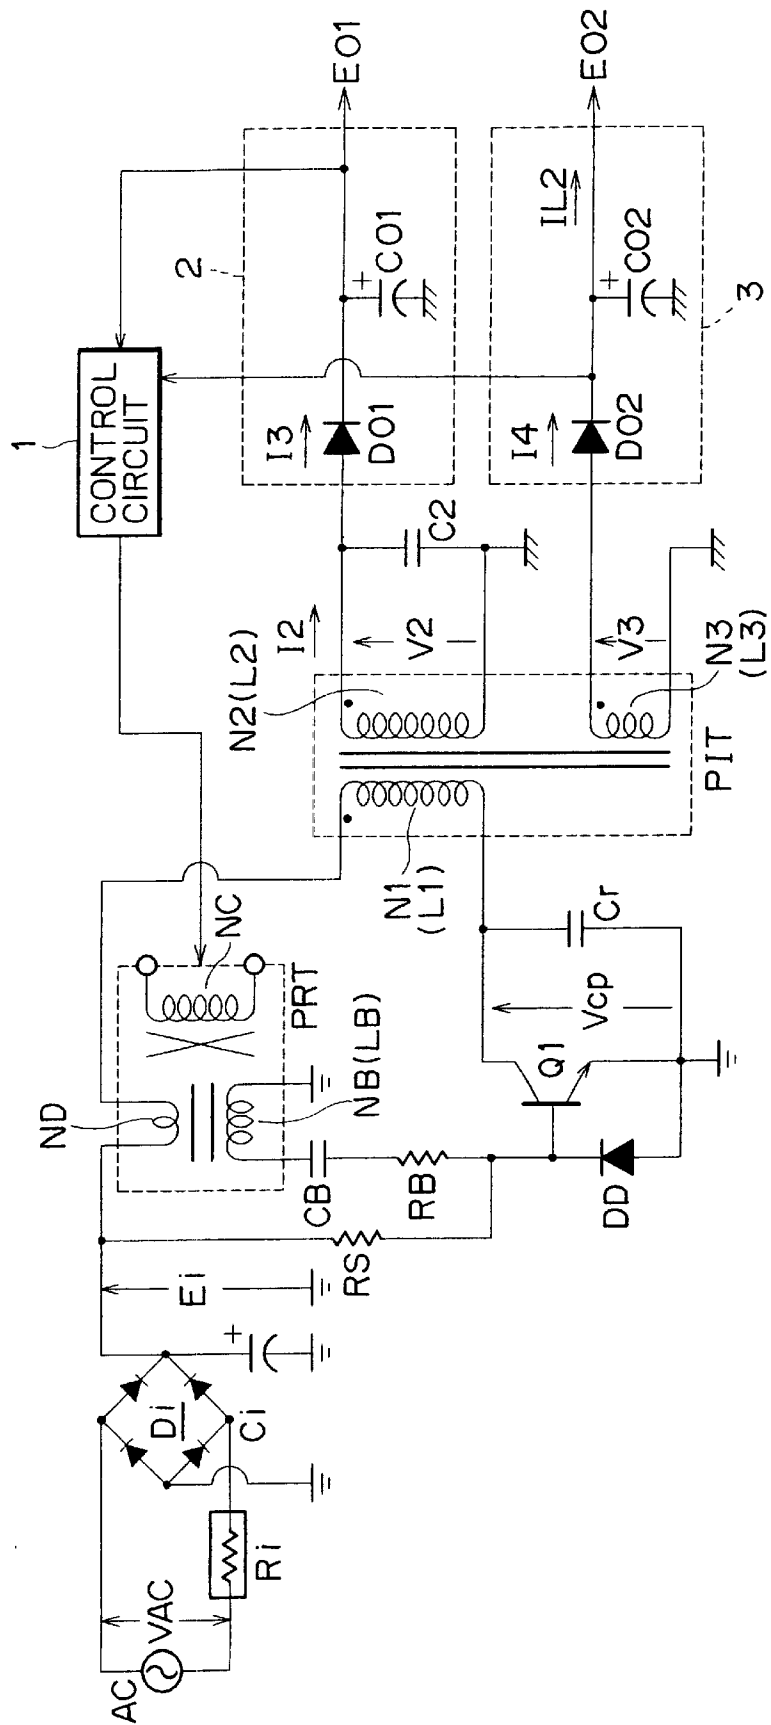 AC
VAC
Ri
Di
Ci
+
Ei
RS
ND
CB
RB
NB(LB)
PRT
NC
DD
Q1
Vcp
Cr
N1
(L1)
PIT
N2(L2)
N3
(L3)
I2
V2
V3
C2
1
CONTROL
CIRCUIT
2
I3
DO1
+
CO1
EO1
I4
DO2
+
CO2
IL2
EO2
3